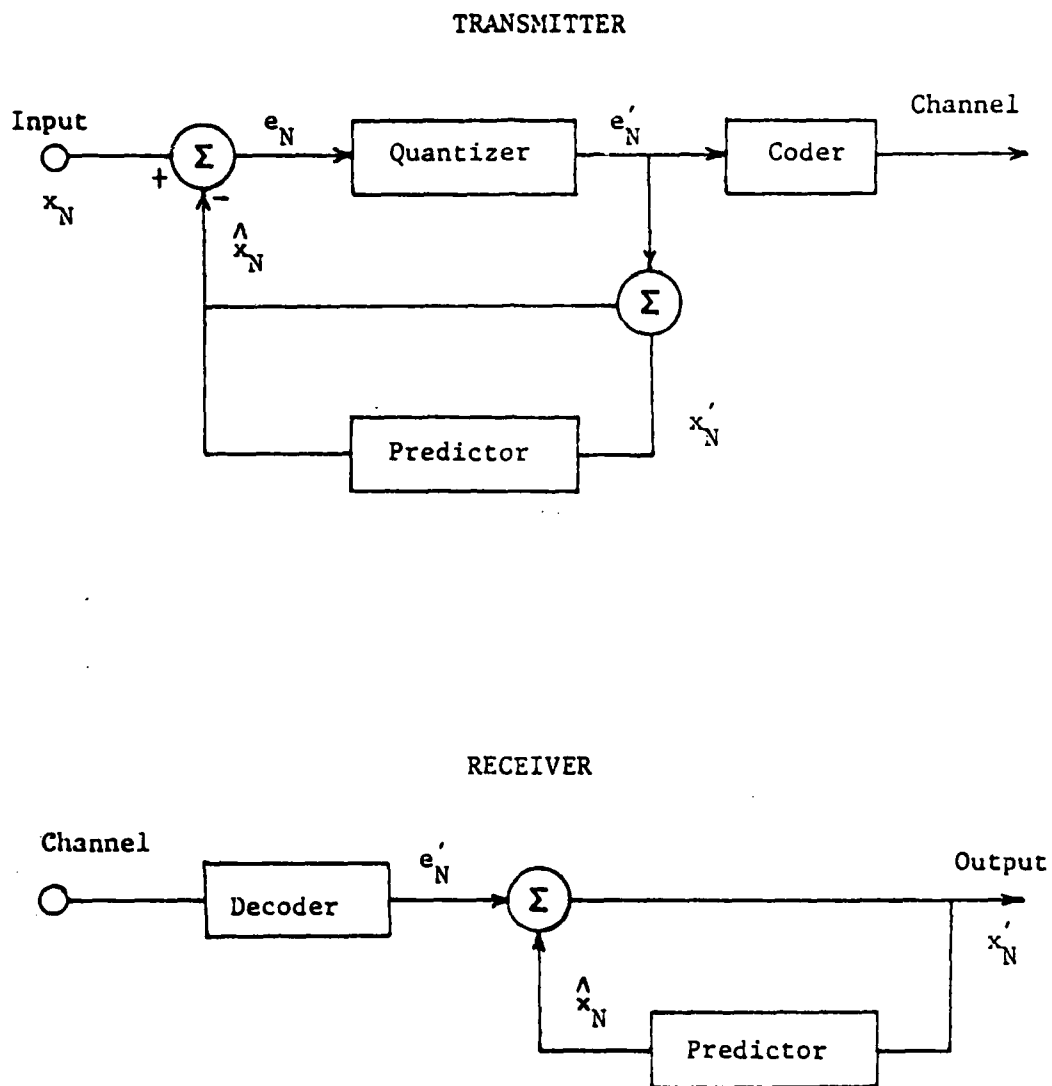 TRANSMITTER
Input
e_N
Quantizer
e'_N
Coder
Channel
Σ
+
-
x_N
x̂_N
Σ
x'_N
Predictor
RECEIVER
Channel
Decoder
e'_N
Σ
Output
x'_N
x̂_N
Predictor